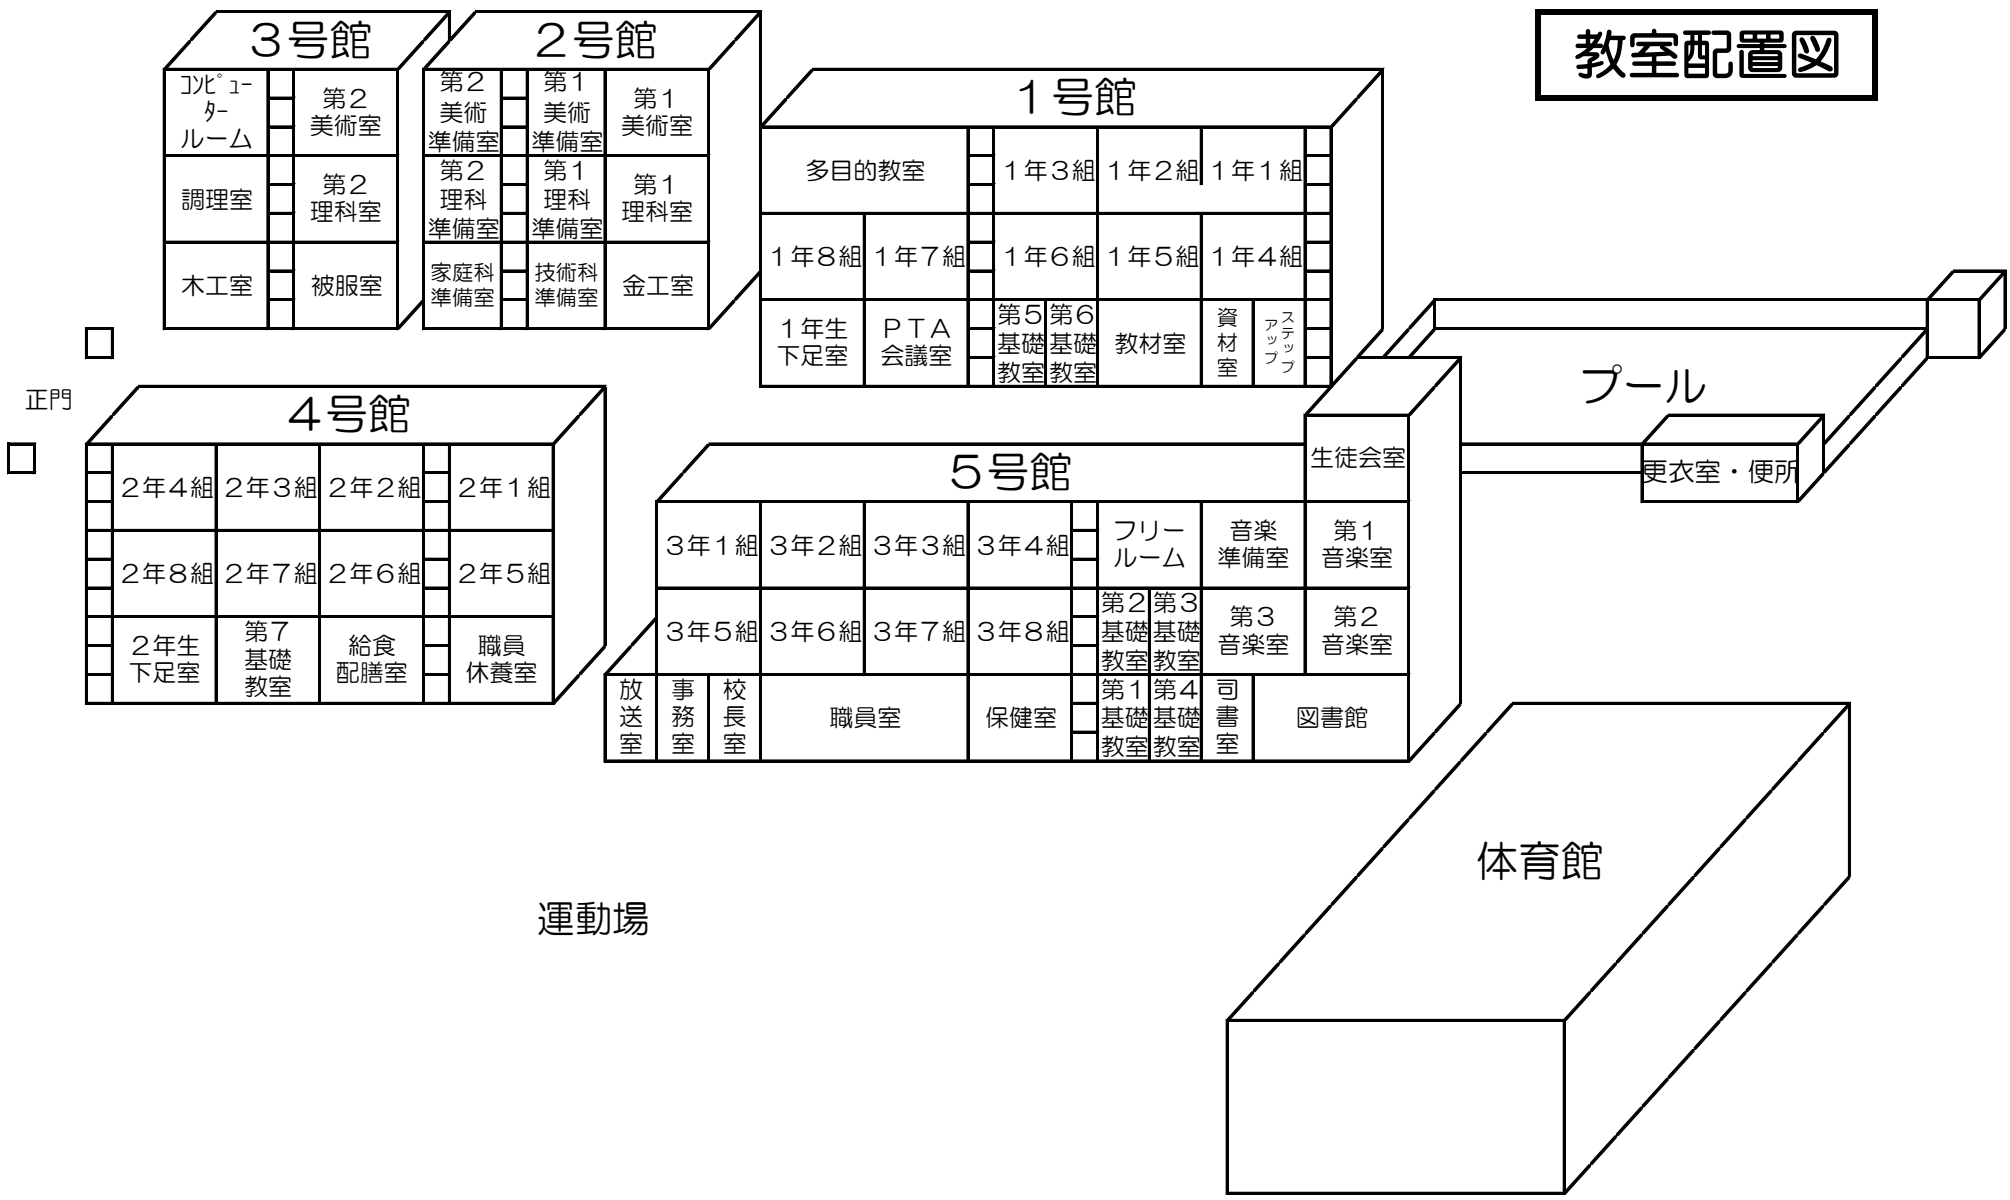 教室配置図
３号館
コンピュー
ター
ルーム
第２
美術室
調理室
第２
理科室
木工室
被服室
２号館
第２
美術
準備室
第１
美術
準備室
第１
美術室
第２
理科
準備室
第１
理科
準備室
第１
理科室
家庭科
準備室
技術科
準備室
金工室
１号館
多目的教室
１年３組
１年２組
１年１組
１年８組
１年７組
１年６組
１年５組
１年４組
１年生
下足室
ＰＴＡ
会議室
第５
基礎
教室
第６
基礎
教室
教材室
資材室
ステップ
アップ
プール
更衣室・便所
正門
４号館
２年４組
２年３組
２年２組
２年１組
２年８組
２年７組
２年６組
２年５組
２年生
下足室
第７
基礎
教室
給食
配膳室
職員
休養室
５号館
生徒会室
３年１組
３年２組
３年３組
３年４組
フリー
ルーム
音楽
準備室
第１
音楽室
３年５組
３年６組
３年７組
３年８組
第２
基礎
教室
第３
基礎
教室
第３
音楽室
第２
音楽室
放送室
事務室
校長室
職員室
保健室
第１
基礎
教室
第４
基礎
教室
司書室
図書館
体育館
運動場